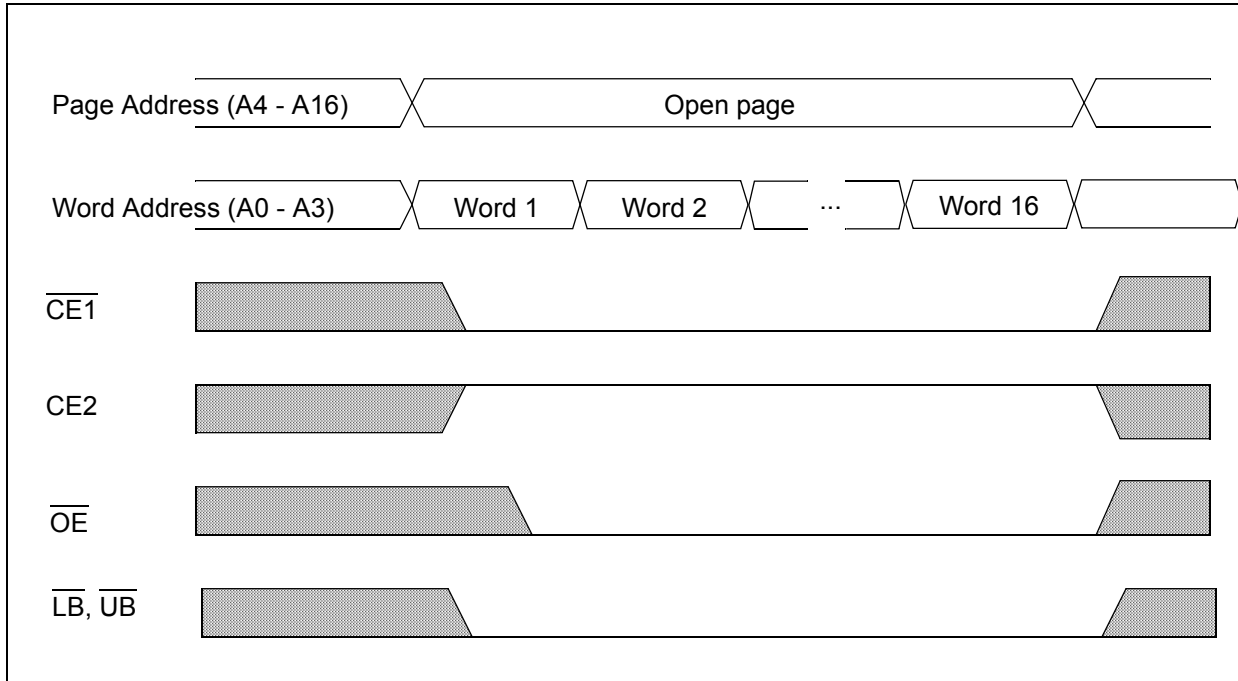 Page Address (A4 - A16)
Open page
Word Address (A0 - A3)
Word 1
Word 2
...
Word 16
CE1
CE2
OE
LB, UB